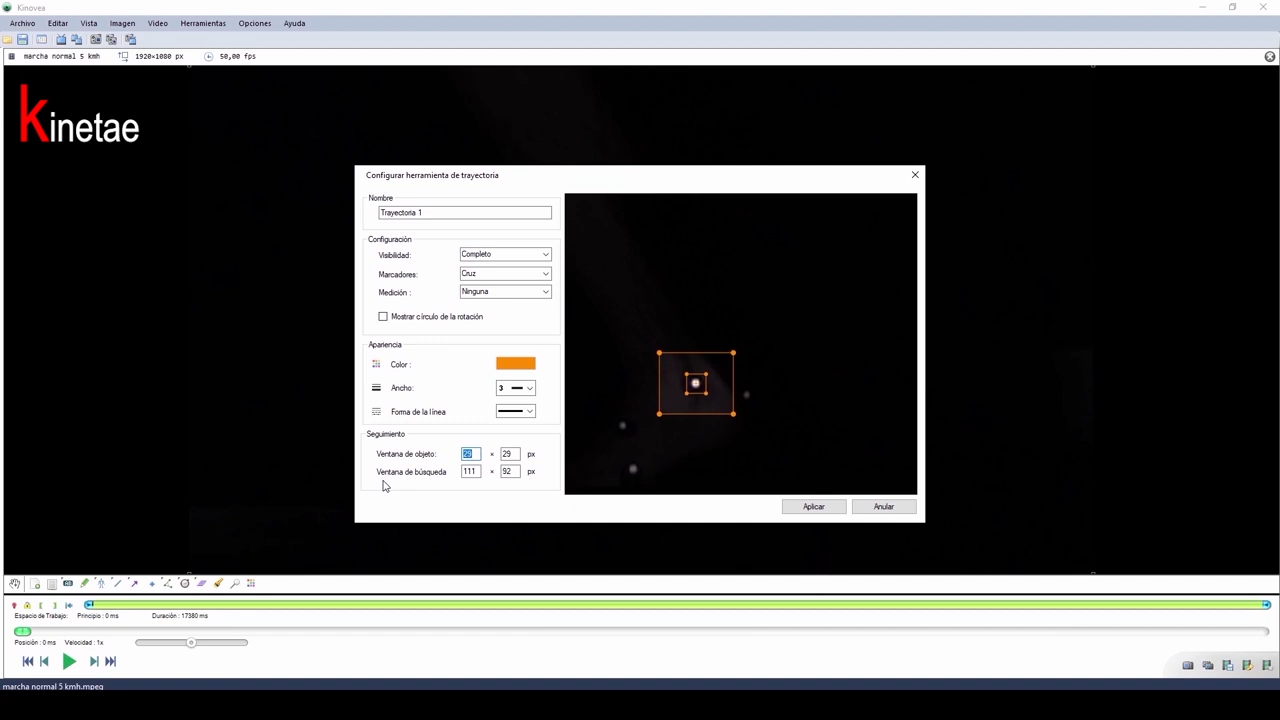 Kinovea
Archivo Editar Vista Imagen Video Herramientas Opciones Ayuda
marcha normal 5 kmh 1920×1080 px 50,00 fps
kinetae
Configurar herramienta de trayectoria
Nombre
Trayectoria 1
Configuración
Visibilidad: Completo
Marcadores: Cruz
Medición : Ninguna
Mostrar círculo de la rotación
Apariencia
Color :
Ancho: 3
Forma de la línea
Seguimiento
Ventana de objeto: 29 × 29 px
Ventana de búsqueda 111 × 92 px
Aplicar Anular
Espacio de Trabajo: Principio : 0 ms Duración : 17380 ms
Posición : 0 ms Velocidad : 1x
marcha normal 5 kmh.mpeg